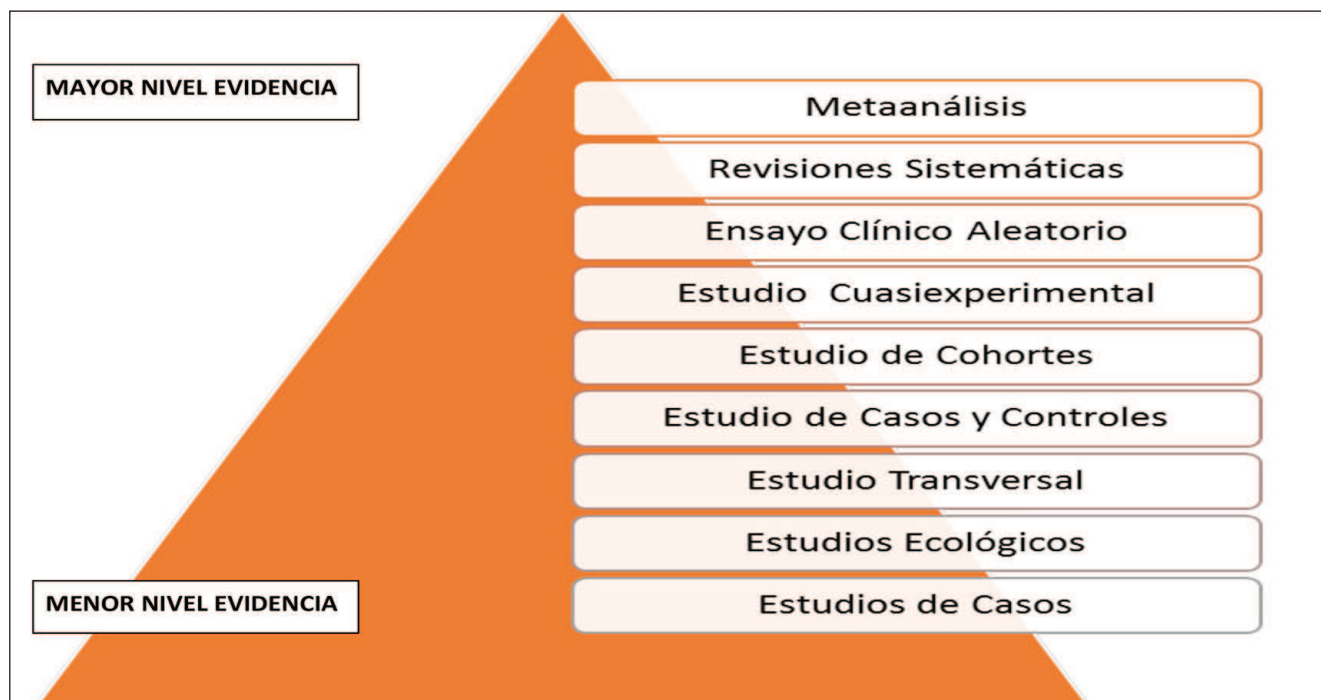 MAYOR NIVEL EVIDENCIA
Metaanálisis
Revisiones Sistemáticas
Ensayo Clínico Aleatorio
Estudio Cuasiexperimental
Estudio de Cohortes
Estudio de Casos y Controles
Estudio Transversal
Estudios Ecológicos
MENOR NIVEL EVIDENCIA
Estudios de Casos